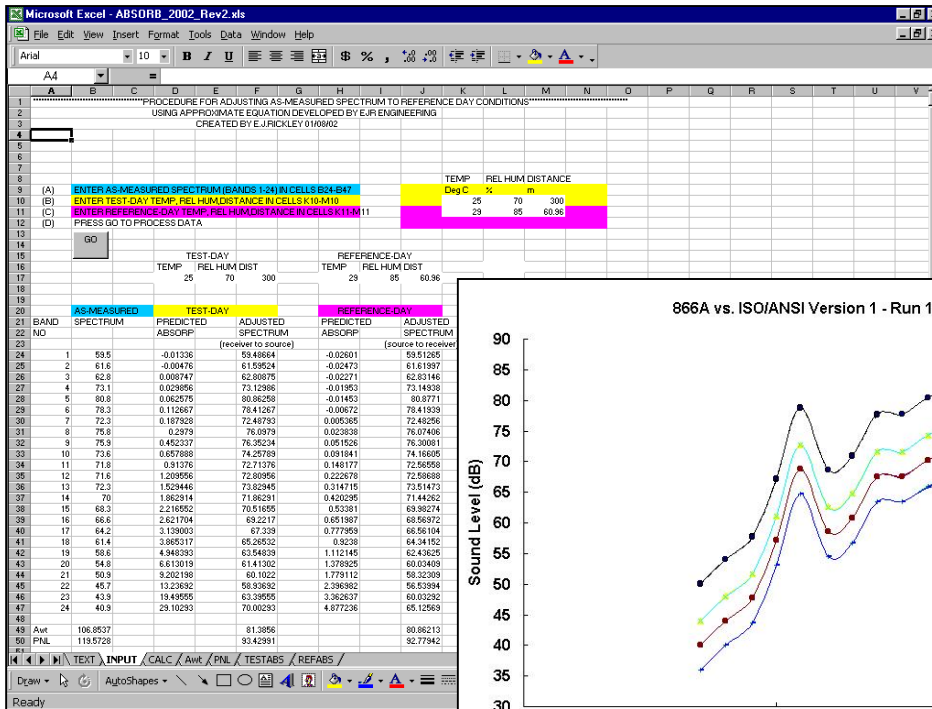 Microsoft Excel - ABSORB_2002_Rev2.xls
File Edit View Insert Format Tools Data Window Help
Arial 10 B I U $ % ,
A4 =
A B C D E F G H I J K L M N O P Q R S T U V
1 PROCEDURE FOR ADJUSTING AS-MEASURED SPECTRUM TO REFERENCE DAY CONDITIONS
2 USING APPROXIMATE EQUATION DEVELOPED BY EJR ENGINEERING
3 CREATED BY E.J.RICKLEY 01/08/02
4
5
6
7
8 TEMP REL HUM DISTANCE
9 (A) ENTER AS-MEASURED SPECTRUM (BANDS 1-24) IN CELLS B24-B47 Deg C % m
10 (B) ENTER TEST-DAY TEMP, REL HUM,DISTANCE IN CELLS K10-M10 25 70 300
11 (C) ENTER REFERENCE-DAY TEMP, REL HUM,DISTANCE IN CELLS K11-M11 29 85 60.96
12 (D) PRESS GO TO PROCESS DATA
13
14 GO
15 TEST-DAY REFERENCE-DAY
16 TEMP REL HUM DIST TEMP REL HUM DIST
17 25 70 300 29 85 60.96
18
19
20 AS-MEASURED TEST-DAY REFERENCE-DAY
21 BAND SPECTRUM PREDICTED ADJUSTED PREDICTED ADJUSTED
22 NO ABSORP SPECTRUM ABSORP SPECTRUM
23 (receiver to source) (source to receiver
24 1 59.5 -0.01336 59.48664 -0.02601 59.51265
25 2 61.6 -0.00476 61.59524 -0.02473 61.61997
26 3 62.8 0.008747 62.80875 -0.02271 62.83146
27 4 73.1 0.029856 73.12986 -0.01953 73.14938
28 5 80.8 0.062575 80.86258 -0.01453 80.8771
29 6 78.3 0.112667 78.41267 -0.00672 78.41939
30 7 72.3 0.187928 72.48793 0.005365 72.48256
31 8 75.8 0.2979 76.0979 0.023838 76.07406
32 9 75.9 0.452337 76.35234 0.051526 76.30081
33 10 73.6 0.657888 74.25789 0.091841 74.16605
34 11 71.8 0.91376 72.71376 0.148177 72.56558
35 12 71.6 1.209556 72.80956 0.222678 72.58688
36 13 72.3 1.529446 73.82945 0.314715 73.51473
37 14 70 1.862914 71.86291 0.420295 71.44262
38 15 68.3 2.216552 70.51655 0.53381 69.98274
39 16 66.6 2.621704 69.2217 0.651987 68.56972
40 17 64.2 3.139003 67.339 0.777959 66.56104
41 18 61.4 3.865317 65.26532 0.9238 64.34152
42 19 58.6 4.948393 63.54839 1.112145 62.43625
43 20 54.8 6.613019 61.41302 1.378925 60.03409
44 21 50.9 9.202198 60.1022 1.779112 58.32309
45 22 45.7 13.23692 58.93692 2.396982 56.53994
46 23 43.9 19.49555 63.39555 3.362637 60.03292
47 24 40.9 29.10293 70.00293 4.877236 65.12569
48
49 Awt 106.8537 81.3856 80.86213
50 PNL 119.5728 93.42991 92.77942
866A vs. ISO/ANSI Version 1 - Run 1
Sound Level (dB)
90
85
80
75
70
65
60
55
50
45
40
35
30
TEXT INPUT CALC Awt PNL TESTABS REFABS
Draw AutoShapes
Ready